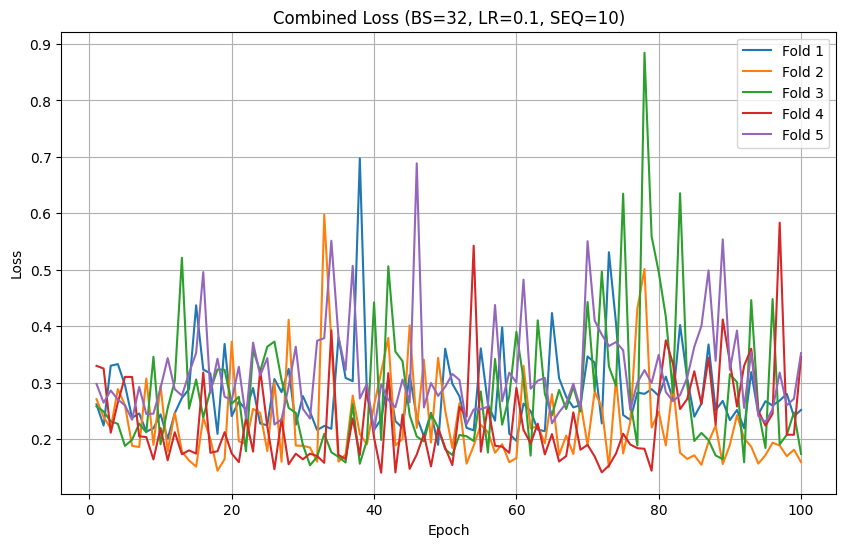 Combined Loss (BS=32, LR=0.1, SEQ=10)
Fold 1
Fold 2
Fold 3
Fold 4
Fold 5
0.9
0.8
0.7
0.6
0.5
0.4
0.3
0.2
Loss
0 20 40 60 80 100
Epoch